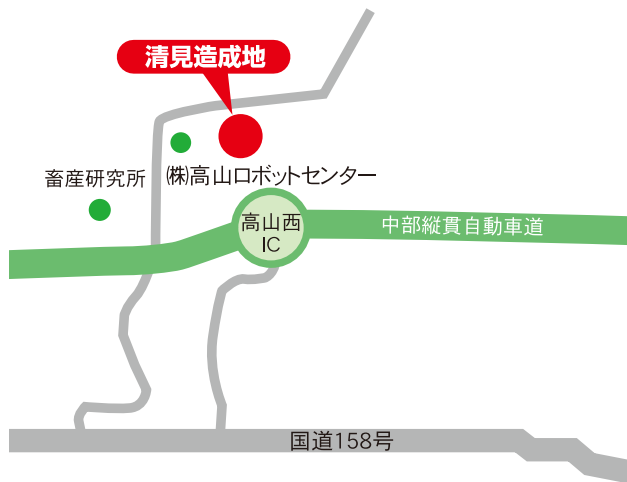 清見造成地
畜産研究所
㈱高山ロボットセンター
高山西
IC
中部縦貫自動車道
国道158号